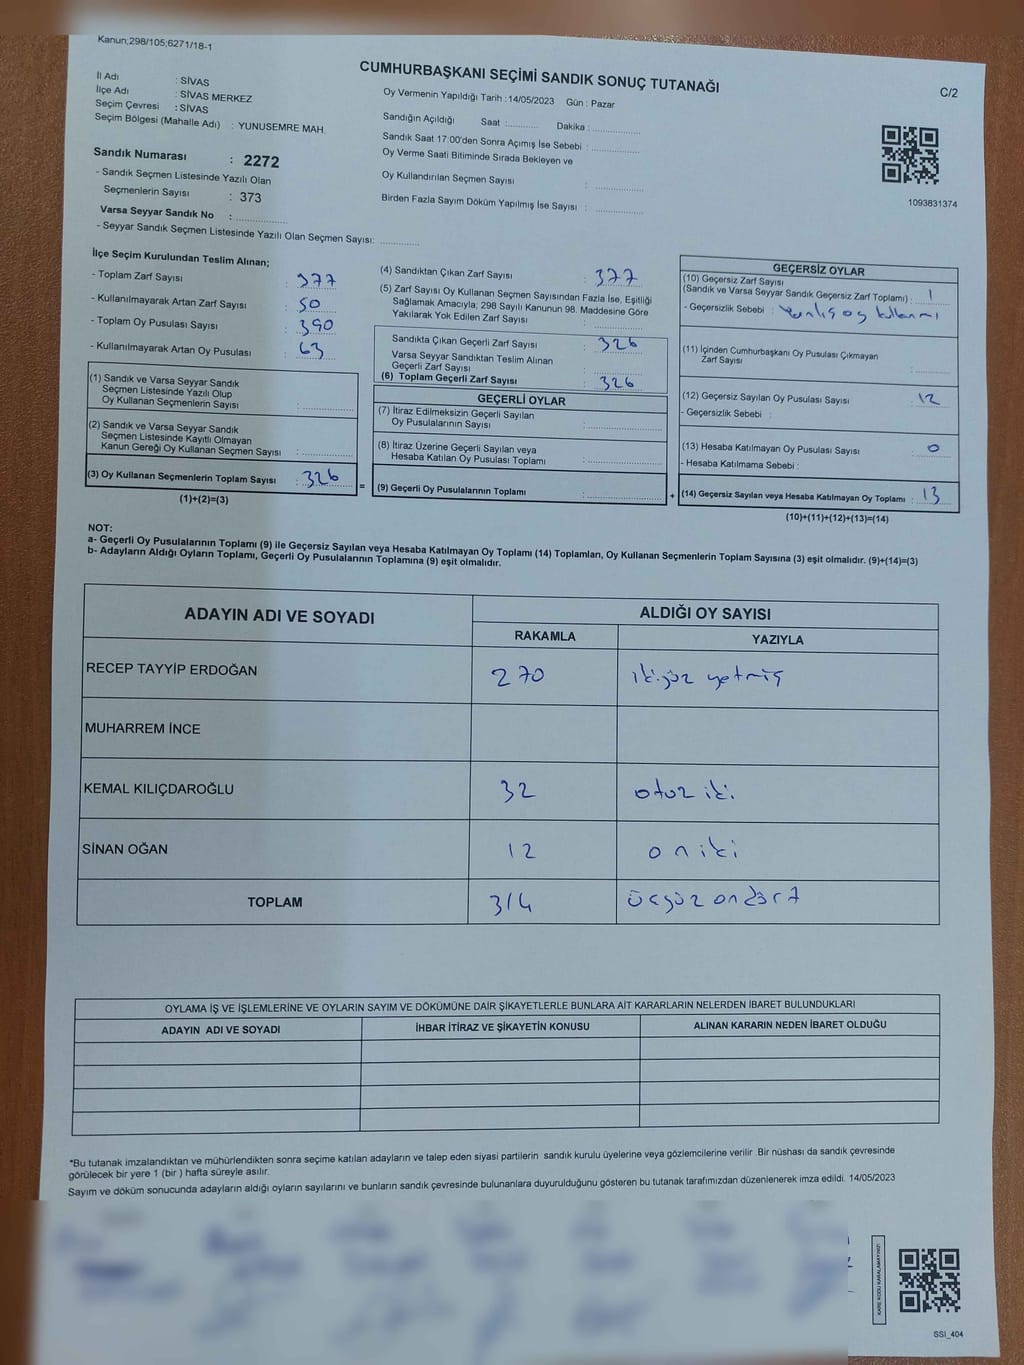 Kanun;298/105;6271/18-1
CUMHURBAŞKANI SEÇİMİ SANDIK SONUÇ TUTANAĞI
C/2
İl Adı : SİVAS
İlçe Adı : SİVAS MERKEZ
Seçim Çevresi : SİVAS
Seçim Bölgesi (Mahalle Adı) : YUNUSEMRE MAH.
Sandık Numarası : 2272
- Sandık Seçmen Listesinde Yazılı Olan
Seçmenlerin Sayısı : 373
Varsa Seyyar Sandık No :
- Seyyar Sandık Seçmen Listesinde Yazılı Olan Seçmen Sayısı:
Oy Vermenin Yapıldığı Tarih : 14/05/2023 Gün : Pazar
Sandığın Açıldığı Saat : Dakika :
Sandık Saat 17:00'den Sonra Açımış İse Sebebi :
Oy Verme Saati Bitiminde Sırada Bekleyen ve
Oy Kullandırılan Seçmen Sayısı :
Birden Fazla Sayım Döküm Yapılmış İse Sayısı :
1093831374
İlçe Seçim Kurulundan Teslim Alınan;
- Toplam Zarf Sayısı : 377
- Kullanılmayarak Artan Zarf Sayısı : 50
- Toplam Oy Pusulası Sayısı : 390
- Kullanılmayarak Artan Oy Pusulası : 63
(1) Sandık ve Varsa Seyyar Sandık
Seçmen Listesinde Yazılı Olup
Oy Kullanan Seçmenlerin Sayısı :
(2) Sandık ve Varsa Seyyar Sandık
Seçmen Listesinde Kayıtlı Olmayan
Kanun Gereği Oy Kullanan Seçmen Sayısı :
(3) Oy Kullanan Seçmenlerin Toplam Sayısı : 326
(1)+(2)=(3)
(4) Sandıktan Çıkan Zarf Sayısı : 377
(5) Zarf Sayısı Oy Kullanan Seçmen Sayısından Fazla İse, Eşitliği
Sağlamak Amacıyla; 298 Sayılı Kanunun 98. Maddesine Göre
Yakılarak Yok Edilen Zarf Sayısı :
Sandıkta Çıkan Geçerli Zarf Sayısı : 326
Varsa Seyyar Sandıktan Teslim Alınan
Geçerli Zarf Sayısı :
(6) Toplam Geçerli Zarf Sayısı : 326
GEÇERLİ OYLAR
(7) İtiraz Edilmeksizin Geçerli Sayılan
Oy Pusulalarının Sayısı :
(8) İtiraz Üzerine Geçerli Sayılan veya
Hesaba Katılan Oy Pusulası Toplamı :
=
(9) Geçerli Oy Pusulalarının Toplamı :
+
GEÇERSİZ OYLAR
(10) Geçersiz Zarf Sayısı
(Sandık ve Varsa Seyyar Sandık Geçersiz Zarf Toplamı) : 1
- Geçersizlik Sebebi : Yanlış oy kullanmı
(11) İçinden Cumhurbaşkanı Oy Pusulası Çıkmayan
Zarf Sayısı :
(12) Geçersiz Sayılan Oy Pusulası Sayısı : 12
- Geçersizlik Sebebi :
(13) Hesaba Katılmayan Oy Pusulası Sayısı : 0
- Hesaba Katılmama Sebebi :
(14) Geçersiz Sayılan veya Hesaba Katılmayan Oy Toplamı : 13
(10)+(11)+(12)+(13)=(14)
NOT:
a- Geçerli Oy Pusulalarının Toplamı (9) ile Geçersiz Sayılan veya Hesaba Katılmayan Oy Toplamı (14) Toplamları, Oy Kullanan Seçmenlerin Toplam Sayısına (3) eşit olmalıdır. (9)+(14)=(3)
b- Adayların Aldığı Oyların Toplamı, Geçerli Oy Pusulalarının Toplamına (9) eşit olmalıdır.
ADAYIN ADI VE SOYADI ALDIĞI OY SAYISI
RAKAMLA YAZIYLA
RECEP TAYYİP ERDOĞAN 270 ikiyüz yetmiş
MUHARREM İNCE
KEMAL KILIÇDAROĞLU 32 otuz iki
SİNAN OĞAN 12 on iki
TOPLAM 314 üçyüz ondört
OYLAMA İŞ VE İŞLEMLERİNE VE OYLARIN SAYIM VE DÖKÜMÜNE DAİR ŞİKAYETLERLE BUNLARA AİT KARARLARIN NELERDEN İBARET BULUNDUKLARI
ADAYIN ADI VE SOYADI İHBAR İTİRAZ VE ŞİKAYETİN KONUSU ALINAN KARARIN NEDEN İBARET OLDUĞU
*Bu tutanak imzalandıktan ve mühürlendikten sonra seçime katılan adayların ve talep eden siyasi partilerin sandık kurulu üyelerine veya gözlemcilerine verilir .Bir nüshası da sandık çevresinde
görülecek bir yere 1 (bir ) hafta süreyle asılır.
Sayım ve döküm sonucunda adayların aldığı oyların sayılarını ve bunların sandık çevresinde bulunanlara duyurulduğunu gösteren bu tutanak tarafımızdan düzenlenerek imza edildi. 14/05/2023
KARE KODU KARALAMAYINIZ!
SSİ_404